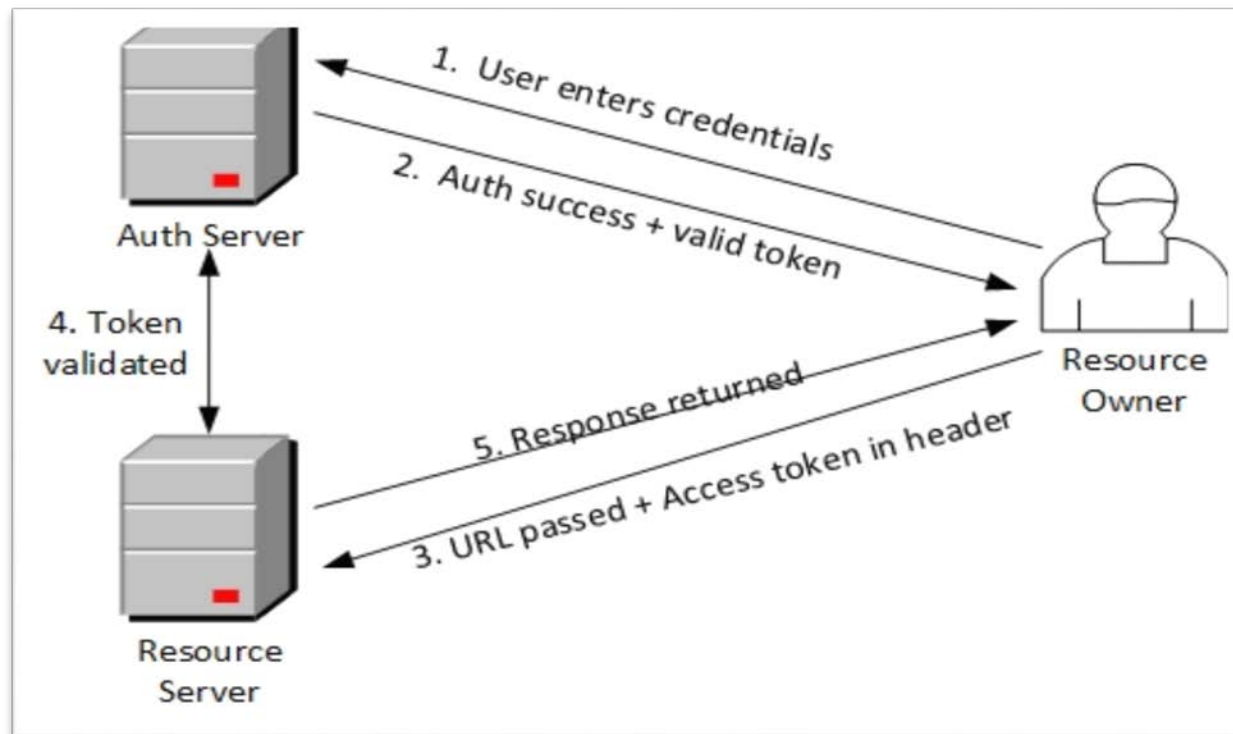 1. User enters credentials
2. Auth success + valid token
Auth Server
4. Token
validated
Resource
Owner
5. Response returned
3. URL passed + Access token in header
Resource
Server